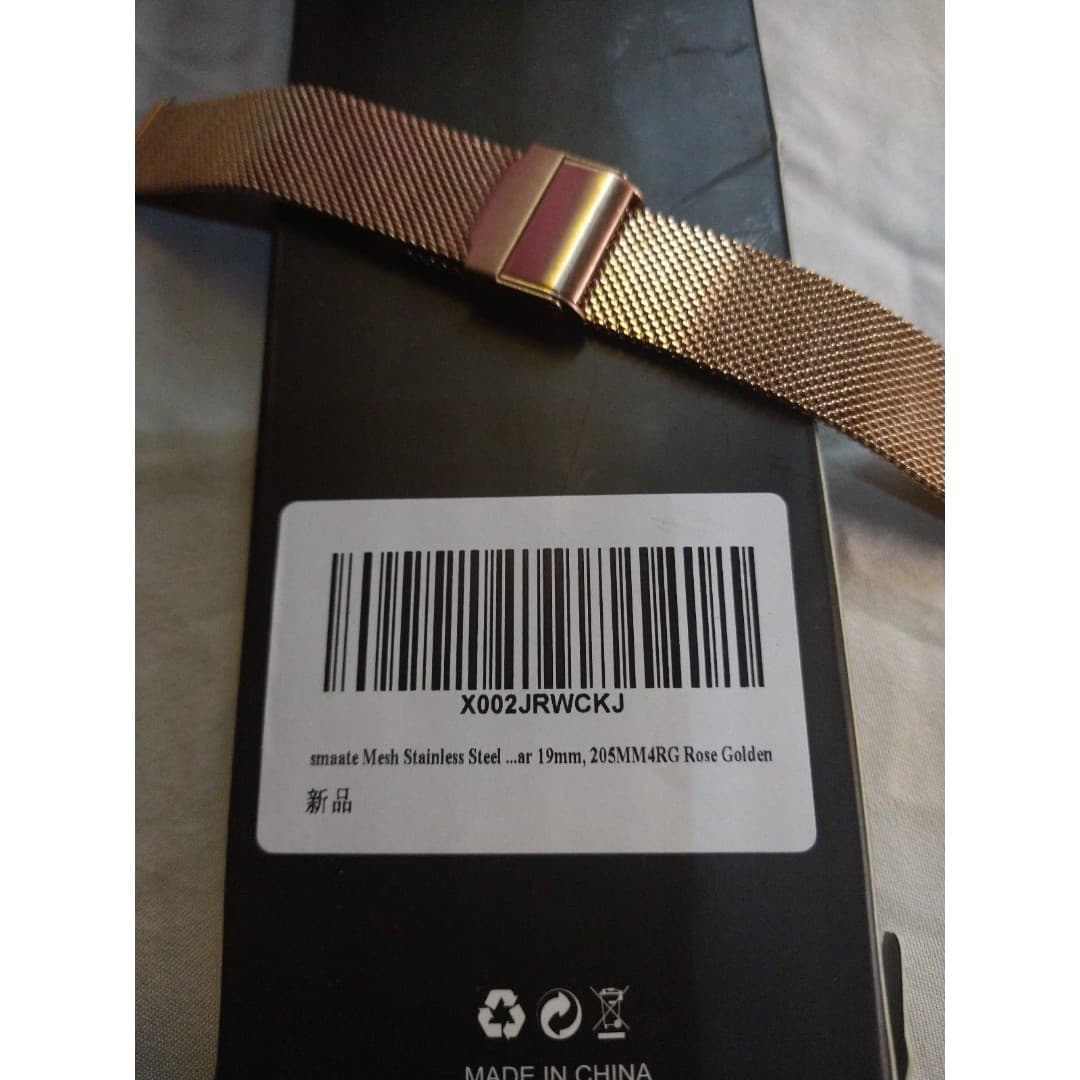 X002JRWCKJ
smaate Mesh Stainless Steel ...ar 19mm, 205MM4RG Rose Golden
新品
MADE IN CHINA